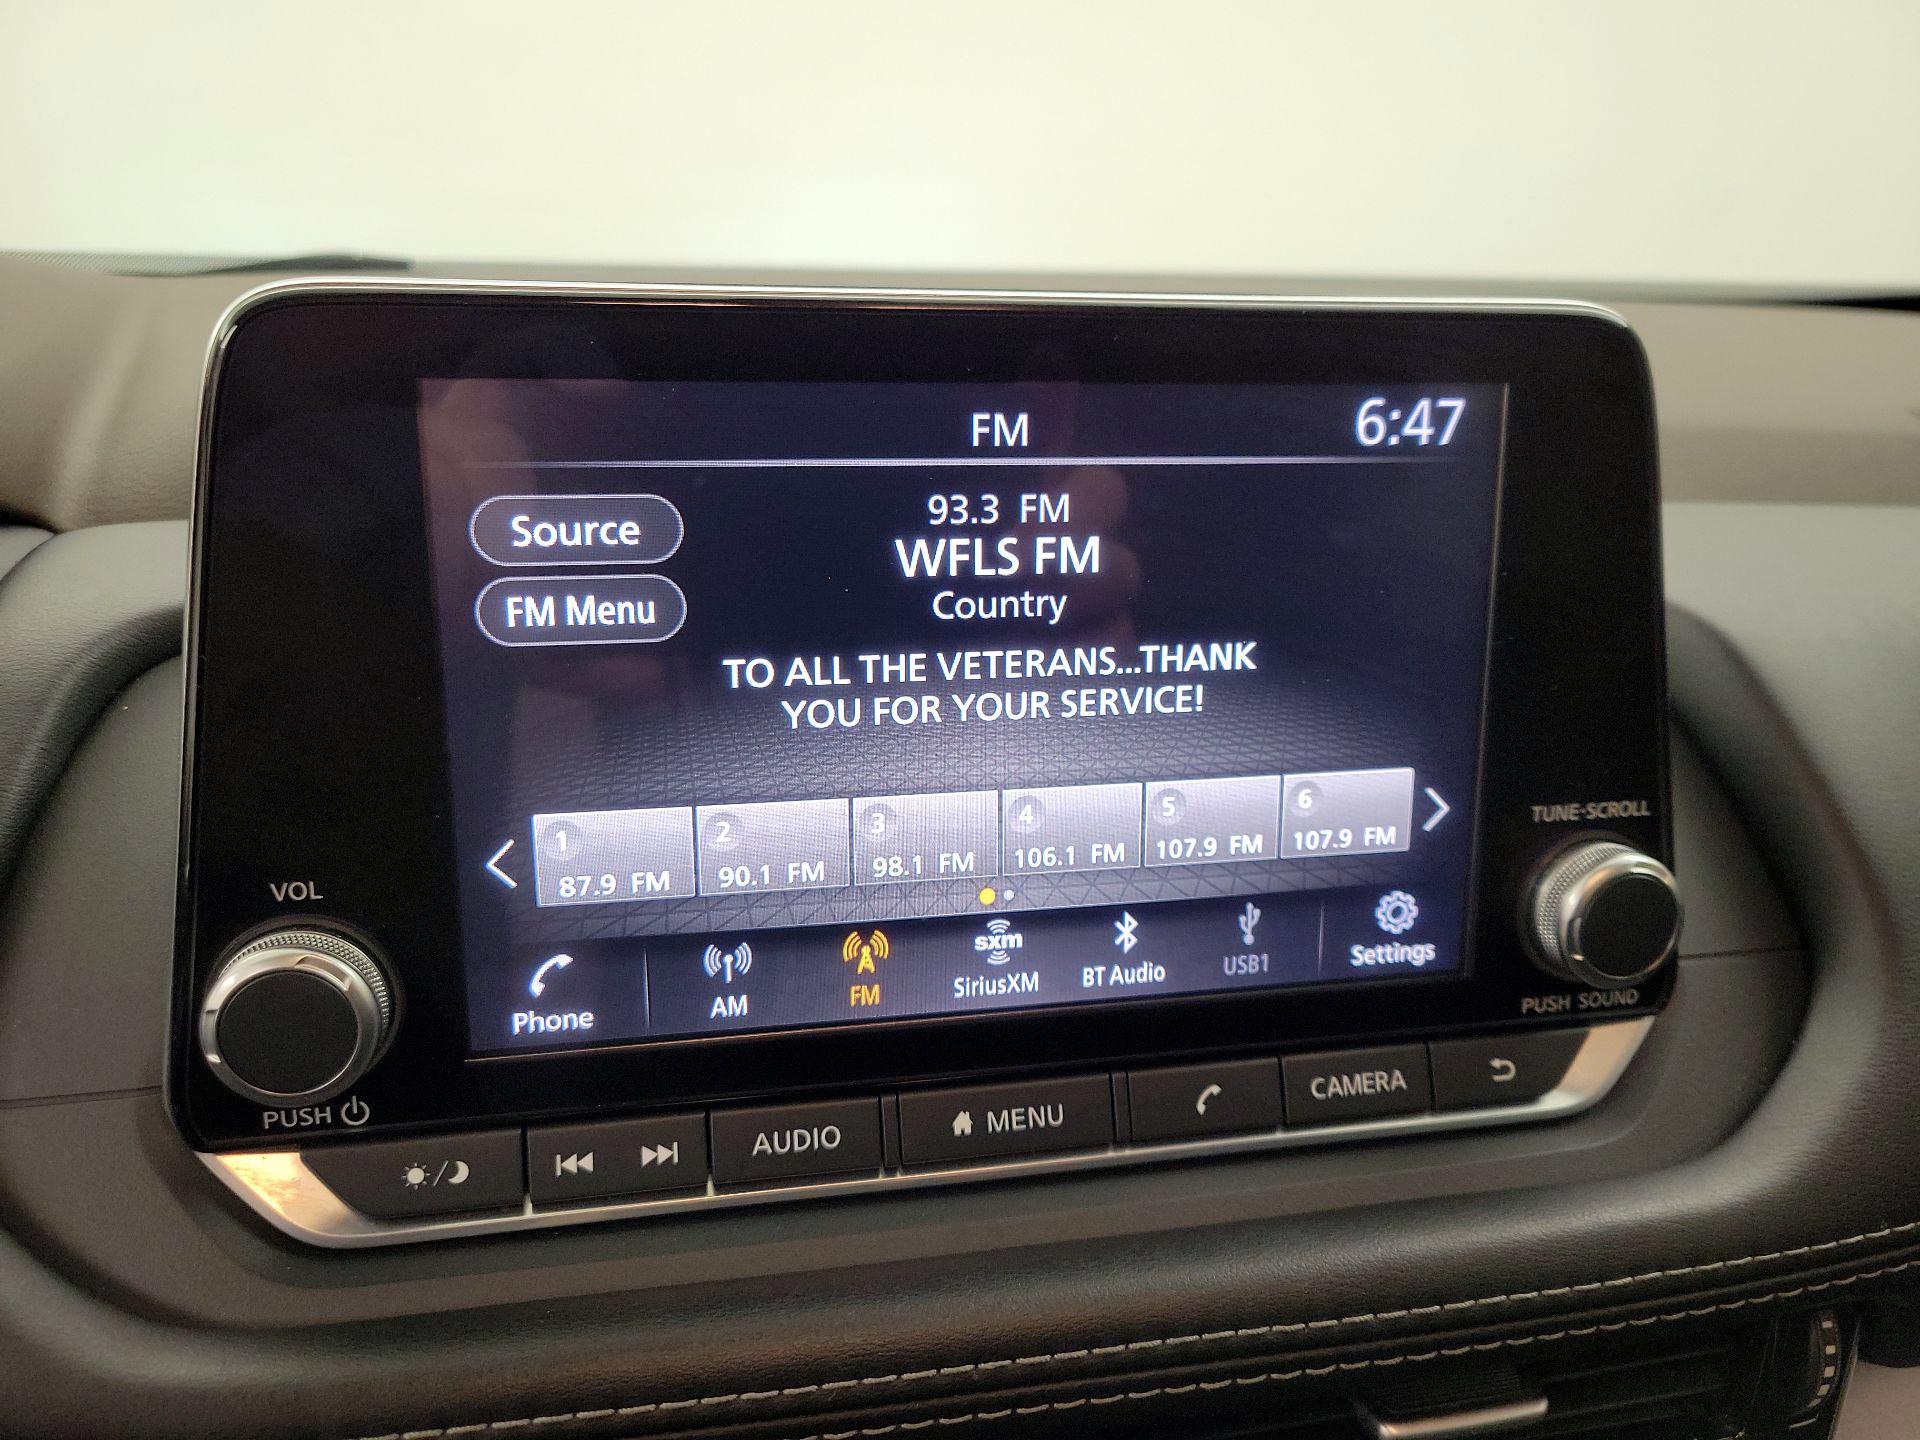 FM
6:47
Source
93.3 FM
WFLS FM
FM Menu
Country
TO ALL THE VETERANS...THANK
YOU FOR YOUR SERVICE!
1
87.9 FM
2
90.1 FM
3
98.1 FM
4
106.1 FM
5
107.9 FM
6
107.9 FM
Phone
AM
FM
sxm
SiriusXM
BT Audio
USB1
Settings
VOL
PUSH
TUNE-SCROLL
PUSH SOUND
AUDIO
MENU
CAMERA